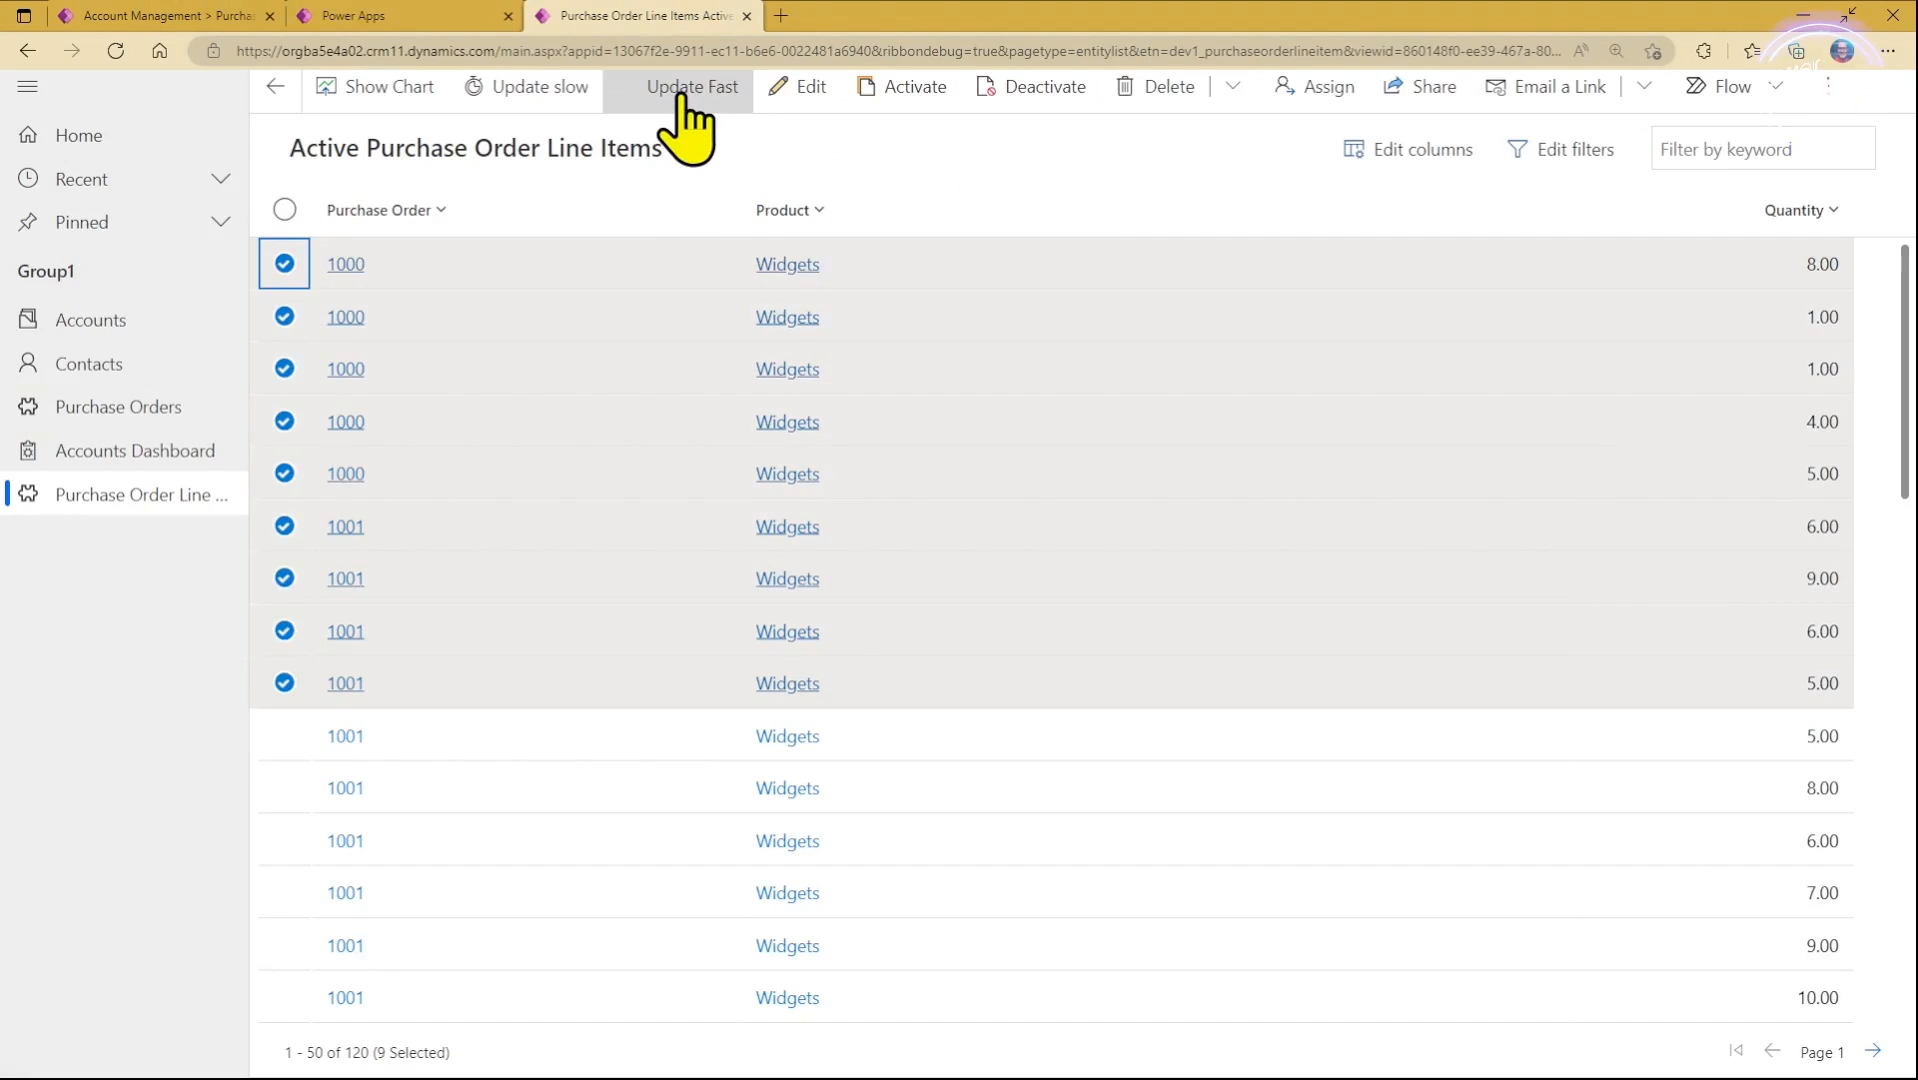 Account Management > Purcha
Power Apps
Purchase Order Line Items Active
https://orgba5e4a02.crm11.dynamics.com/main.aspx?appid=13067f2e-9911-ec11-b6e6-0022481a6940&ribbondebug=true&pagetype=entitylist&etn=dev1_purchaseorderlineitem&viewid=860148f0-ee39-467a-80...
Show Chart Update slow Update Fast Edit Activate Deactivate Delete Assign Share Email a Link Flow
Home
Recent
Pinned
Group1
Accounts
Contacts
Purchase Orders
Accounts Dashboard
Purchase Order Line ...
Active Purchase Order Line Items
Edit columns Edit filters Filter by keyword
Purchase Order Product Quantity
1000 Widgets 8.00
1000 Widgets 1.00
1000 Widgets 1.00
1000 Widgets 4.00
1000 Widgets 5.00
1001 Widgets 6.00
1001 Widgets 9.00
1001 Widgets 6.00
1001 Widgets 5.00
1001 Widgets 5.00
1001 Widgets 8.00
1001 Widgets 6.00
1001 Widgets 7.00
1001 Widgets 9.00
1001 Widgets 10.00
1 - 50 of 120 (9 Selected)
Page 1